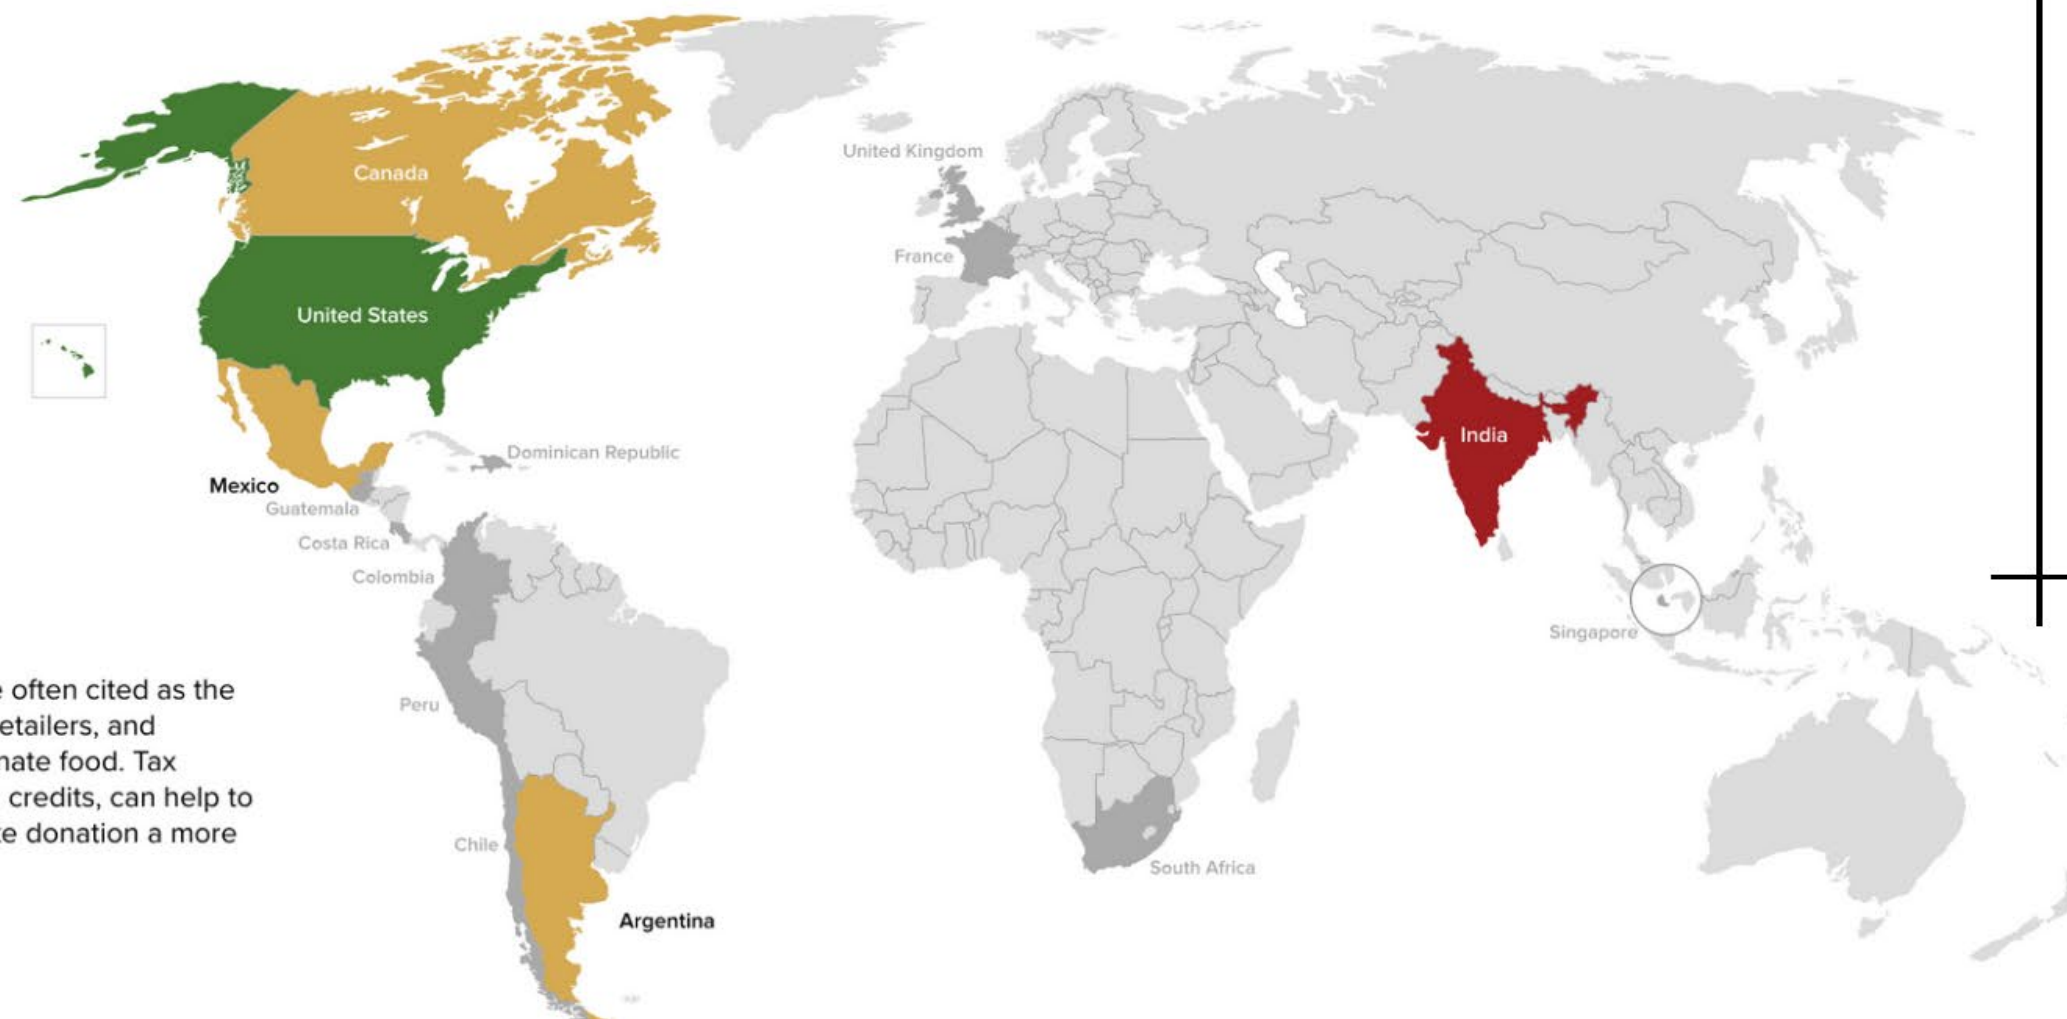 Canada
United Kingdom
France
United States
India
Dominican Republic
Mexico
Guatemala
Costa Rica
Colombia
Singapore
Peru
often cited as the
etailers, and
nate food. Tax
credits, can help to
e donation a more
Chile
South Africa
Argentina